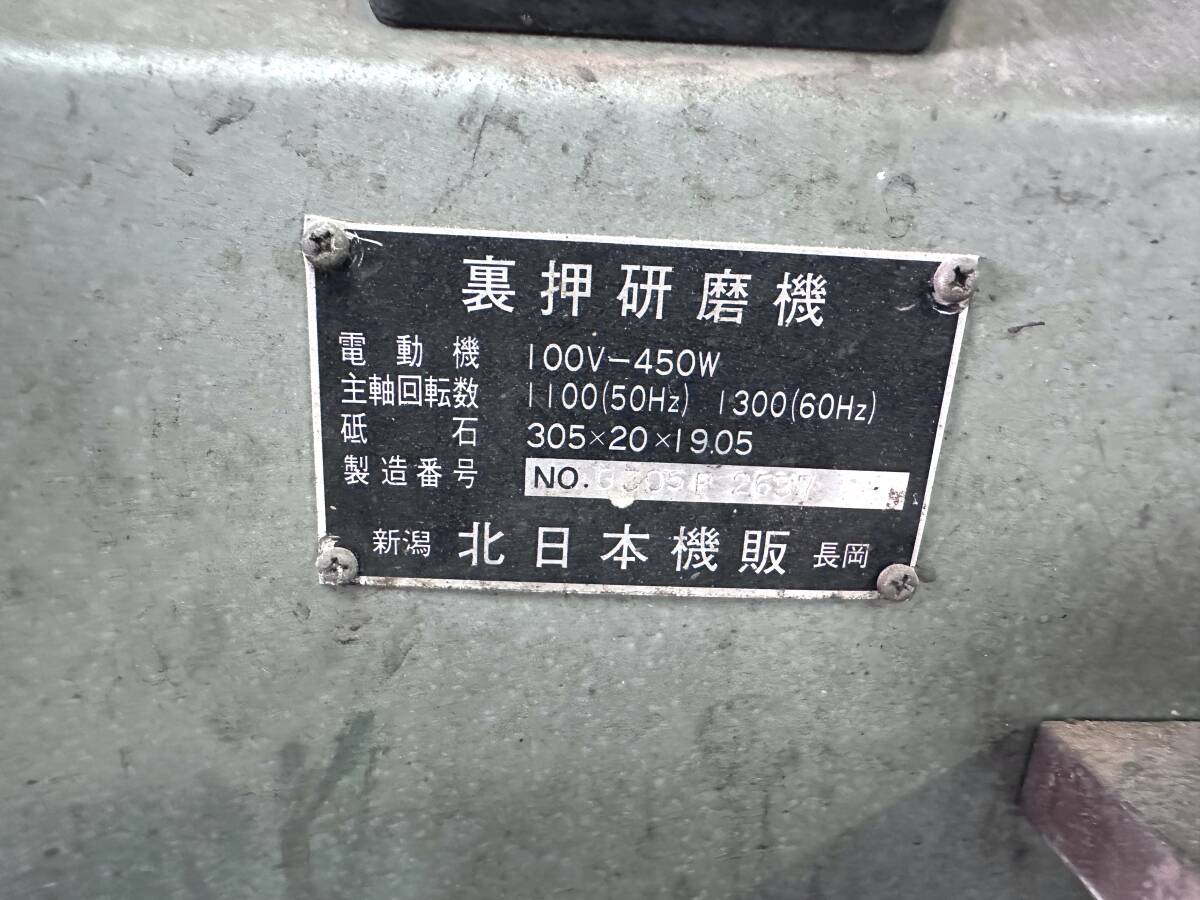 裏押研磨機
電動機 100V-450W
主軸回転数 1100(50Hz) 1300(60Hz)
砥石 305×20×19.05
製造番号 NO. 2637
新潟 北日本機販 長岡